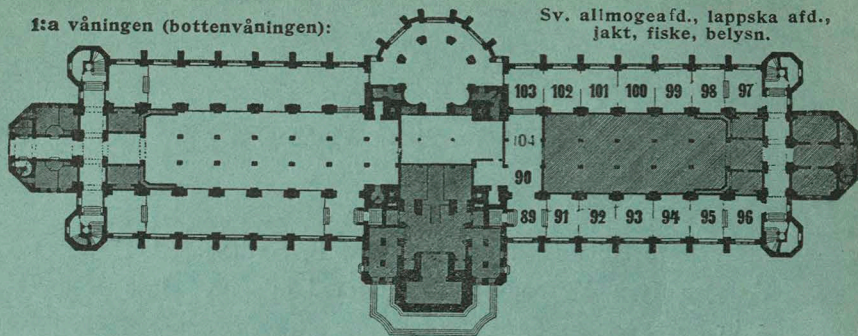 1:a våningen (bottenvåningen):
Sv. allmogeafd., lappska afd.,
jakt, fiske, belysn.
103 102 101 100 99 98 97
104
90
89 91 92 93 94 95 96